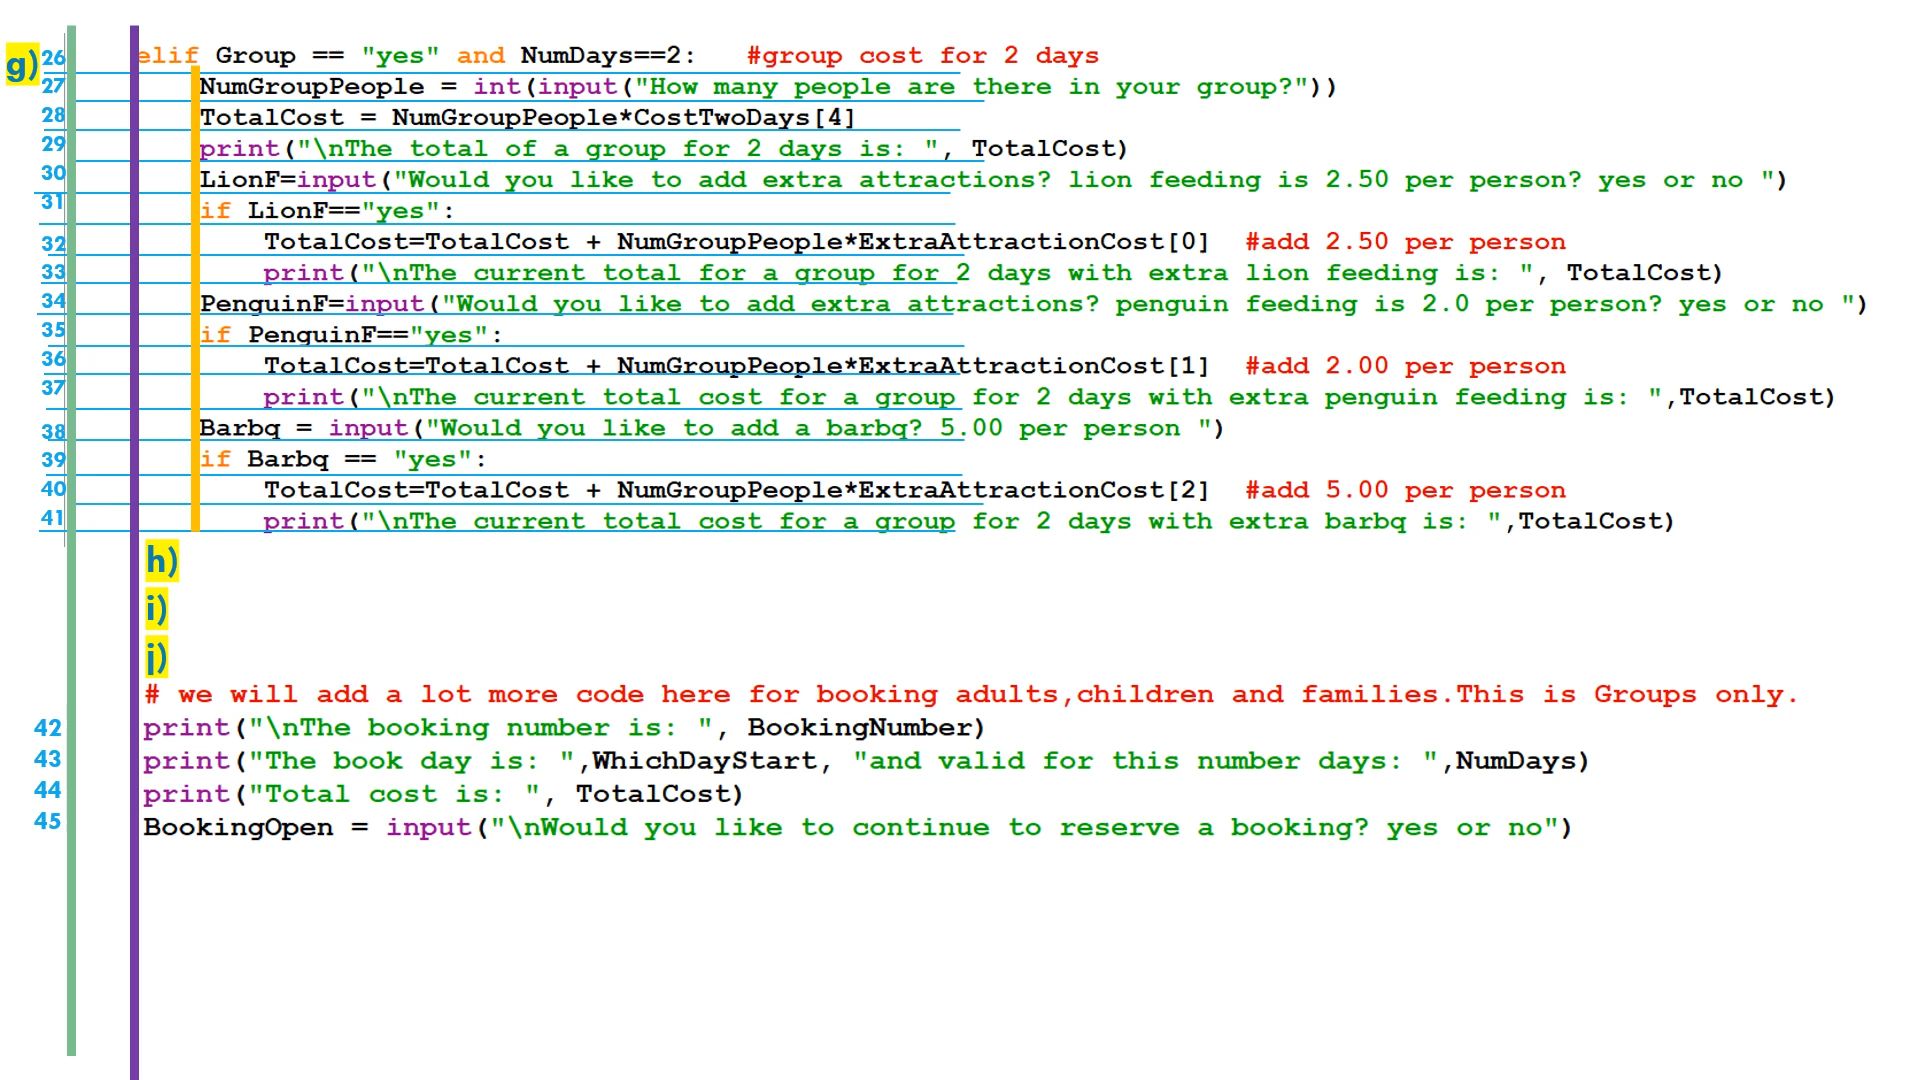 g) 26 elif Group == "yes" and NumDays==2: #group cost for 2 days
27 NumGroupPeople = int(input("How many people are there in your group?"))
28 TotalCost = NumGroupPeople*CostTwoDays[4]
29 print("\nThe total of a group for 2 days is: ", TotalCost)
30 LionF=input("Would you like to add extra attractions? lion feeding is 2.50 per person? yes or no ")
31 if LionF=="yes":
32 TotalCost=TotalCost + NumGroupPeople*ExtraAttractionCost[0] #add 2.50 per person
33 print("\nThe current total for a group for 2 days with extra lion feeding is: ", TotalCost)
34 PenguinF=input("Would you like to add extra attractions? penguin feeding is 2.0 per person? yes or no ")
35 if PenguinF=="yes":
36 TotalCost=TotalCost + NumGroupPeople*ExtraAttractionCost[1] #add 2.00 per person
37 print("\nThe current total cost for a group for 2 days with extra penguin feeding is: ",TotalCost)
38 Barbq = input("Would you like to add a barbq? 5.00 per person ")
39 if Barbq == "yes":
40 TotalCost=TotalCost + NumGroupPeople*ExtraAttractionCost[2] #add 5.00 per person
41 print("\nThe current total cost for a group for 2 days with extra barbq is: ",TotalCost)
h)
i)
j)
# we will add a lot more code here for booking adults,children and families.This is Groups only.
42 print("\nThe booking number is: ", BookingNumber)
43 print("The book day is: ",WhichDayStart, "and valid for this number days: ",NumDays)
44 print("Total cost is: ", TotalCost)
45 BookingOpen = input("\nWould you like to continue to reserve a booking? yes or no")